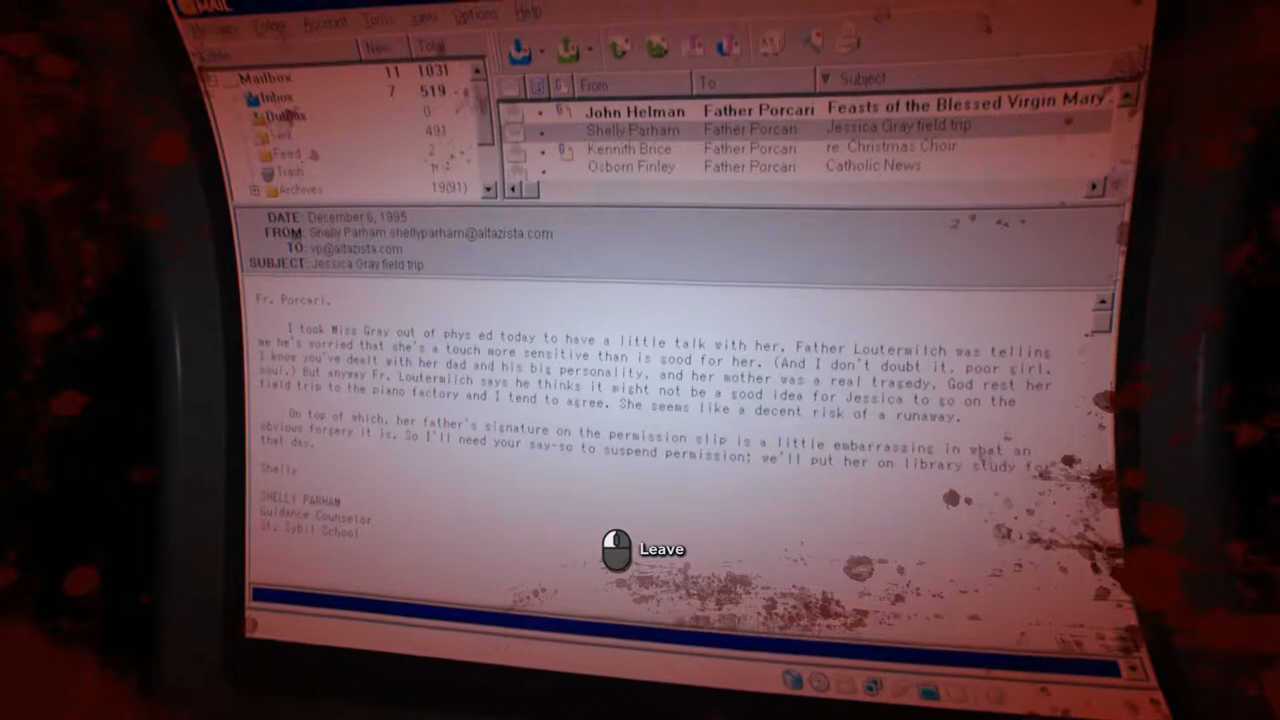 MAIL
Folder Account Tools Options Help
New Total
Mailbox 11 1031
Inbox 7 519
Outbox 0
Sent 491
Feed 2
Trash
Archives 19(91)
From To Subject
John Helman Father Porcari Feasts of the Blessed Virgin Mary
Shelly Parham Father Porcari Jessica Gray field trip
Kennith Brice Father Porcari re: Christmas Choir
Osborn Finley Father Porcari Catholic News
DATE: December 6, 1995
FROM: Shelly Parham shellyparham@altazista.com
TO: vp@altazista.com
SUBJECT: Jessica Gray field trip
Fr. Porcari.
I took Miss Gray out of phys ed today to have a little talk with her. Father Loutermilch was telling
me he's worried that she's a touch more sensitive than is good for her. (And I don't doubt it, poor girl.
I know you've dealt with her dad and his big personality, and her mother was a real tragedy, God rest her
soul.) But anyway Fr. Loutermilch says he thinks it might not be a good idea for Jessica to go on the
field trip to the piano factory and I tend to agree. She seems like a decent risk of a runaway.
On top of which, her father's signature on the permission slip is a little embarrassing in what an
obvious forgery it is. So I'll need your say-so to suspend permission; we'll put her on library study for
that day.
Shelly
SHELLY PARHAM
Guidance Counselor
St. Sybil School
Leave